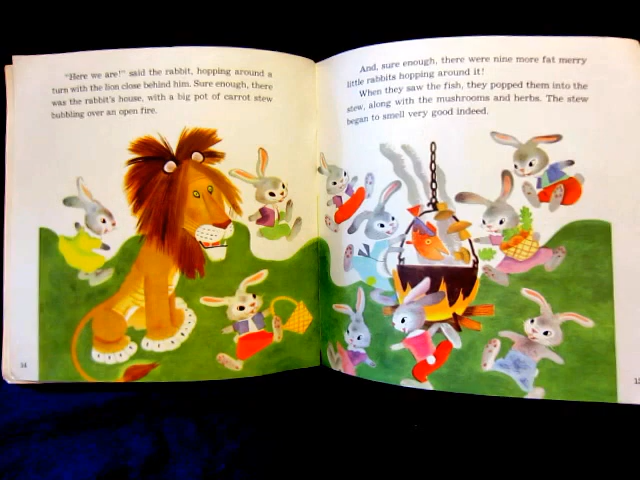 "Here we are!" said the rabbit, hopping around a
turn with the lion close behind him. Sure enough, there
was the rabbit's house, with a big pot of carrot stew
bubbling over an open fire.
14
And, sure enough, there were nine more fat merry
little rabbits hopping around it!
When they saw the fish, they popped them into the
stew, along with the mushrooms and herbs. The stew
began to smell very good indeed.